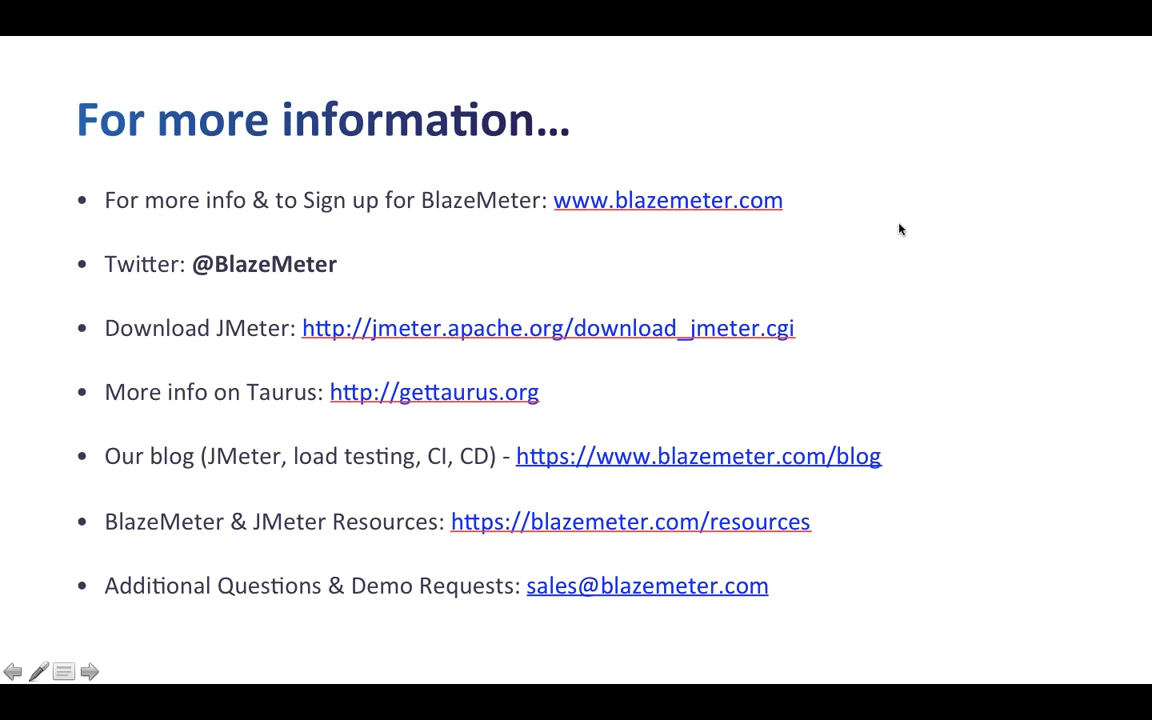 For more information...
• For more info & to Sign up for BlazeMeter: www.blazemeter.com
• Twitter: @BlazeMeter
• Download JMeter: http://jmeter.apache.org/download_jmeter.cgi
• More info on Taurus: http://gettaurus.org
• Our blog (JMeter, load testing, CI, CD) - https://www.blazemeter.com/blog
• BlazeMeter & JMeter Resources: https://blazemeter.com/resources
• Additional Questions & Demo Requests: sales@blazemeter.com